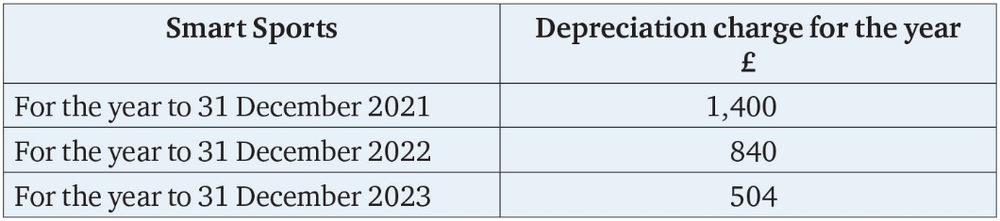 Smart Sports
Depreciation charge for the year
£
For the year to 31 December 2021 1,400
For the year to 31 December 2022 840
For the year to 31 December 2023 504